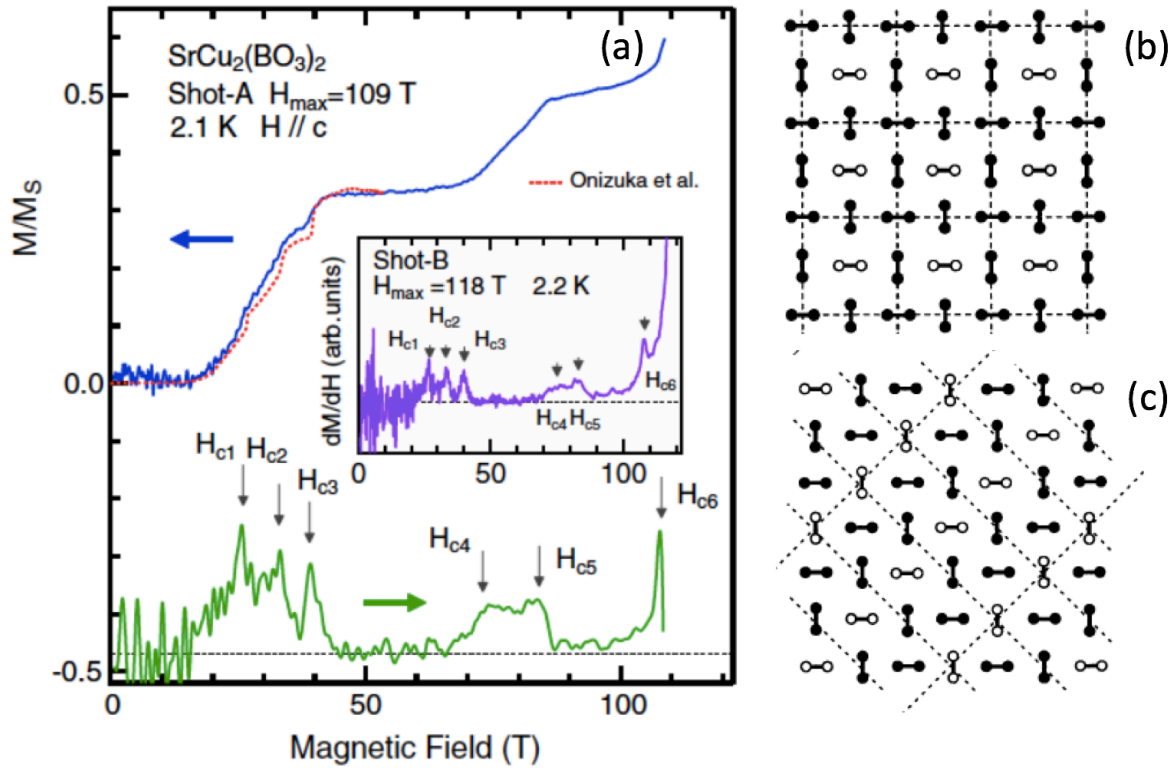 (a)
SrCu2(BO3)2
Shot-A Hmax=109 T
2.1 K H // c
Onizuka et al.
M/MS
0.5
0.0
-0.5
Shot-B
Hmax =118 T 2.2 K
Hc1
Hc2
Hc3
Hc4 Hc5
Hc6
dM/dH (arb.units)
0 50 100
Hc1 Hc2
Hc3
Hc4
Hc5
Hc6
0 50 100
Magnetic Field (T)
(b)
(c)